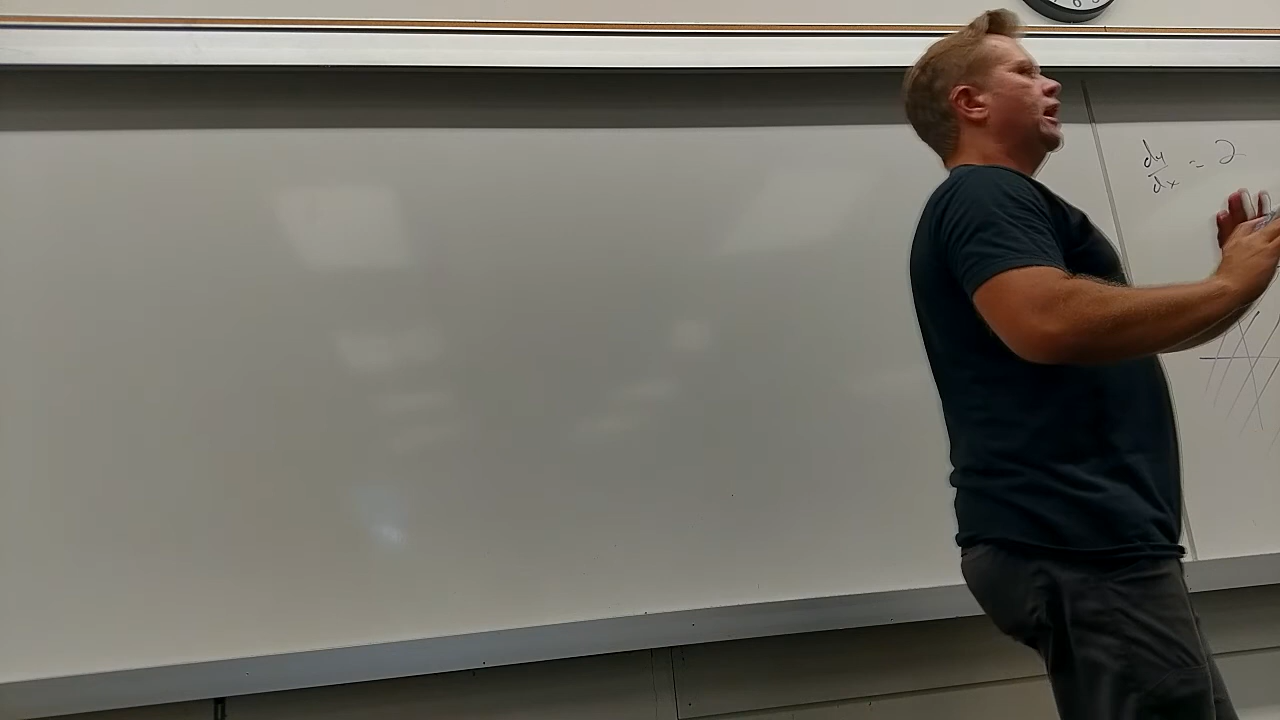 dy/dx = 2